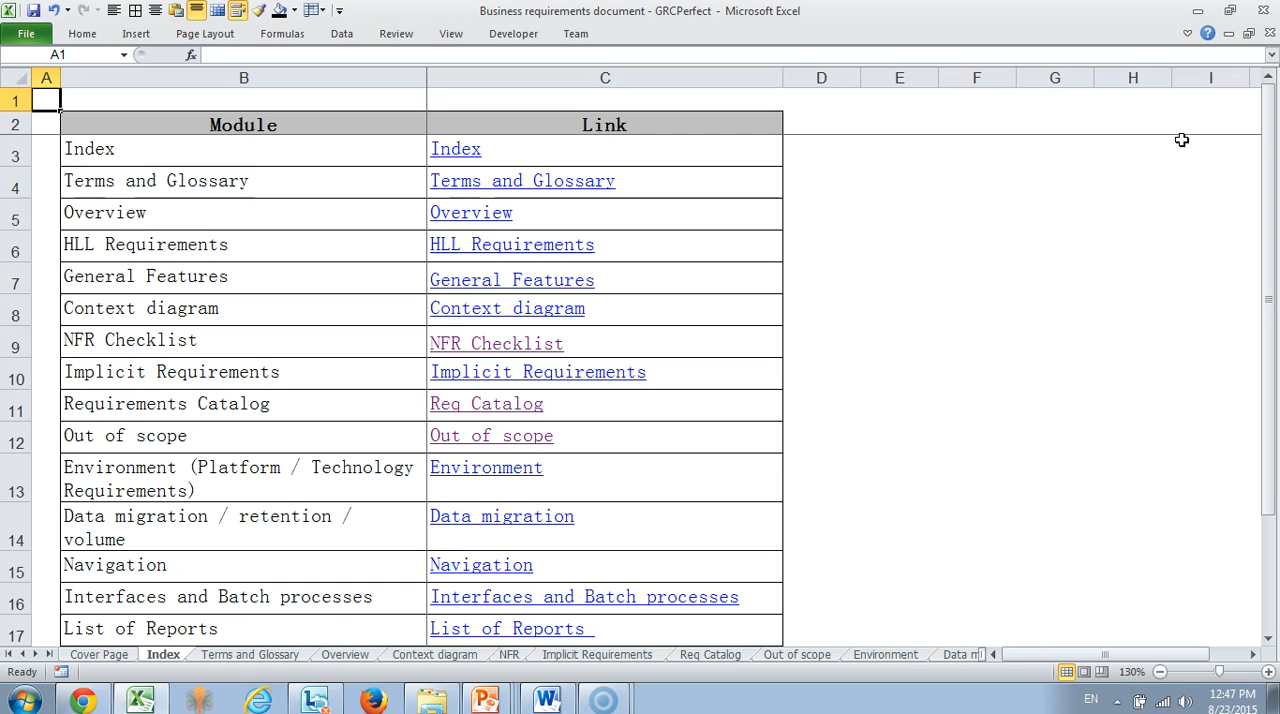 Business requirements document - GRCPerfect - Microsoft Excel
File Home Insert Page Layout Formulas Data Review View Developer Team
A1 fx
A B C D E F G H I
1
2 Module Link
3 Index Index
4 Terms and Glossary Terms and Glossary
5 Overview Overview
6 HLL Requirements HLL Requirements
7 General Features General Features
8 Context diagram Context diagram
9 NFR Checklist NFR Checklist
10 Implicit Requirements Implicit Requirements
11 Requirements Catalog Req Catalog
12 Out of scope Out of scope
Environment (Platform / Technology Environment
13 Requirements)
Data migration / retention / Data migration
14 volume
15 Navigation Navigation
16 Interfaces and Batch processes Interfaces and Batch processes
17 List of Reports List of Reports
Cover Page Index Terms and Glossary Overview Context diagram NFR Implicit Requirements Req Catalog Out of scope Environment Data m
Ready 130%
EN 12:47 PM
8/23/2015